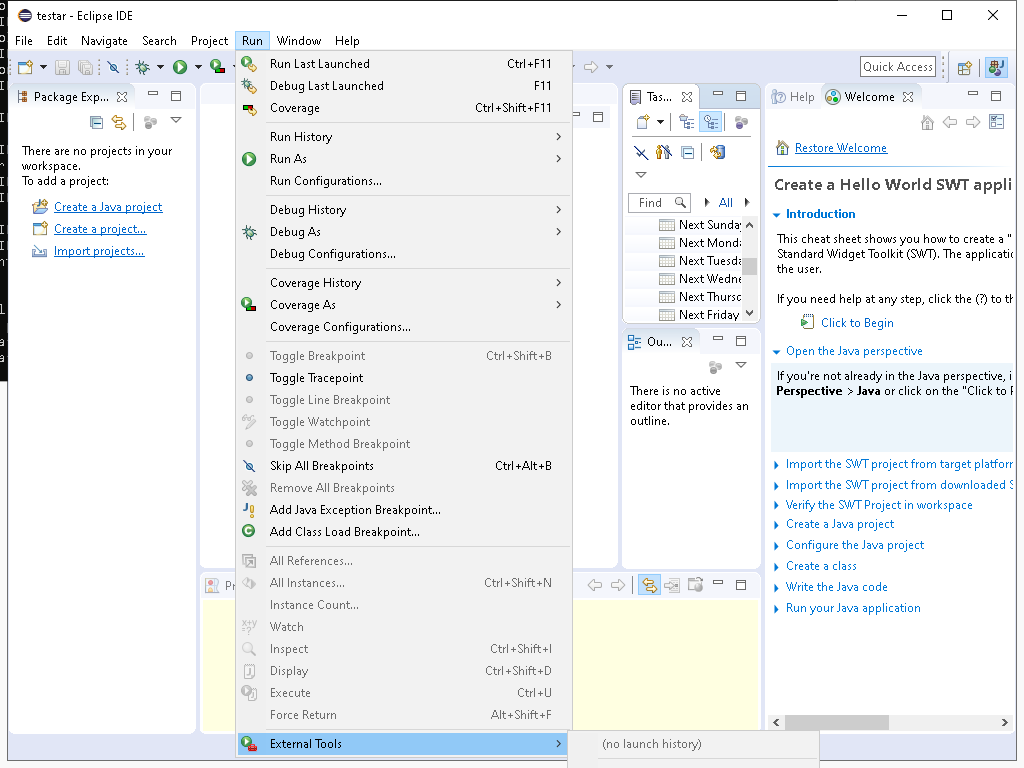 testar - Eclipse IDE
File Edit Navigate Search Project Run Window Help
Quick Access
Package Exp...
There are no projects in your
workspace.
To add a project:
Create a Java project
Create a project...
Import projects...
Run Last Launched Ctrl+F11
Debug Last Launched F11
Coverage Ctrl+Shift+F11
Run History
Run As
Run Configurations...
Debug History
Debug As
Debug Configurations...
Coverage History
Coverage As
Coverage Configurations...
Toggle Breakpoint Ctrl+Shift+B
Toggle Tracepoint
Toggle Line Breakpoint
Toggle Watchpoint
Toggle Method Breakpoint
Skip All Breakpoints Ctrl+Alt+B
Remove All Breakpoints
Add Java Exception Breakpoint...
Add Class Load Breakpoint...
All References...
All Instances... Ctrl+Shift+N
Instance Count...
Watch
Inspect Ctrl+Shift+I
Display Ctrl+Shift+D
Execute Ctrl+U
Force Return Alt+Shift+F
External Tools
(no launch history)
Pr
Tas...
Find All
Next Sunday
Next Monda
Next Tuesda
Next Wedne
Next Thursd
Next Friday
Ou...
There is no active
editor that provides an
outline.
Help Welcome
Restore Welcome
Create a Hello World SWT appli
Introduction
This cheat sheet shows you how to create a "
Standard Widget Toolkit (SWT). The applicatio
the user.
If you need help at any step, click the (?) to th
Click to Begin
Open the Java perspective
If you're not already in the Java perspective, i
Perspective > Java or click on the "Click to P
Import the SWT project from target platforr
Import the SWT project from downloaded S
Verify the SWT Project in workspace
Create a Java project
Configure the Java project
Create a class
Write the Java code
Run your Java application